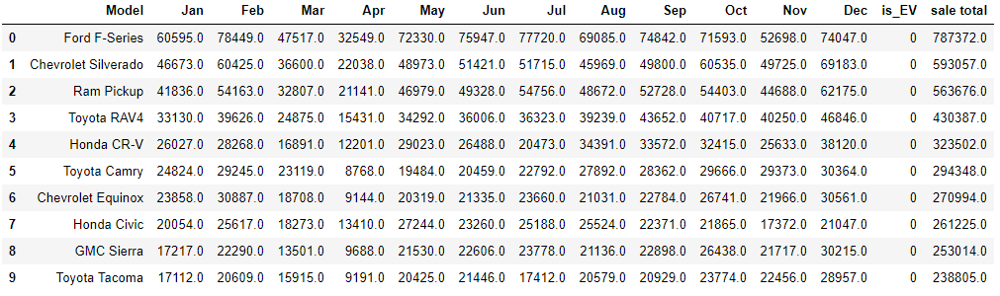 Model Jan Feb Mar Apr May Jun Jul Aug Sep Oct Nov Dec is_EV sale total
0 Ford F-Series 60595.0 78449.0 47517.0 32549.0 72330.0 75947.0 77720.0 69085.0 74842.0 71593.0 52698.0 74047.0 0 787372.0
1 Chevrolet Silverado 46673.0 60425.0 36600.0 22038.0 48973.0 51421.0 51715.0 45969.0 49800.0 60535.0 49725.0 69183.0 0 593057.0
2 Ram Pickup 41836.0 54163.0 32807.0 21141.0 46979.0 49328.0 54756.0 48672.0 52728.0 54403.0 44688.0 62175.0 0 563676.0
3 Toyota RAV4 33130.0 39626.0 24875.0 15431.0 34292.0 36006.0 36323.0 39239.0 43652.0 40717.0 40250.0 46846.0 0 430387.0
4 Honda CR-V 26027.0 28268.0 16891.0 12201.0 29023.0 26488.0 20473.0 34391.0 33572.0 32415.0 25633.0 38120.0 0 323502.0
5 Toyota Camry 24824.0 29245.0 23119.0 8768.0 19484.0 20459.0 22792.0 27892.0 28362.0 29666.0 29373.0 30364.0 0 294348.0
6 Chevrolet Equinox 23858.0 30887.0 18708.0 9144.0 20319.0 21335.0 23660.0 21031.0 22784.0 26741.0 21966.0 30561.0 0 270994.0
7 Honda Civic 20054.0 25617.0 18273.0 13410.0 27244.0 23260.0 25188.0 25524.0 22371.0 21865.0 17372.0 21047.0 0 261225.0
8 GMC Sierra 17217.0 22290.0 13501.0 9688.0 21530.0 22606.0 23778.0 21136.0 22898.0 26438.0 21717.0 30215.0 0 253014.0
9 Toyota Tacoma 17112.0 20609.0 15915.0 9191.0 20425.0 21446.0 17412.0 20579.0 20929.0 23774.0 22456.0 28957.0 0 238805.0